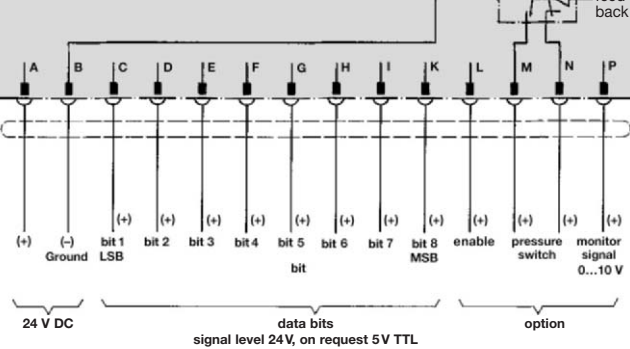 back
A B C D E F G H I K L M N P
(+) (+) (+) (+) (+) (+) (+) (+) (+) (+) (+) (+)
(+) (–) bit 1 bit 2 bit 3 bit 4 bit 5 bit 6 bit 7 bit 8 enable pressure monitor
Ground LSB MSB switch signal
bit 0...10 V
24 V DC data bits option
signal level 24V, on request 5V TTL